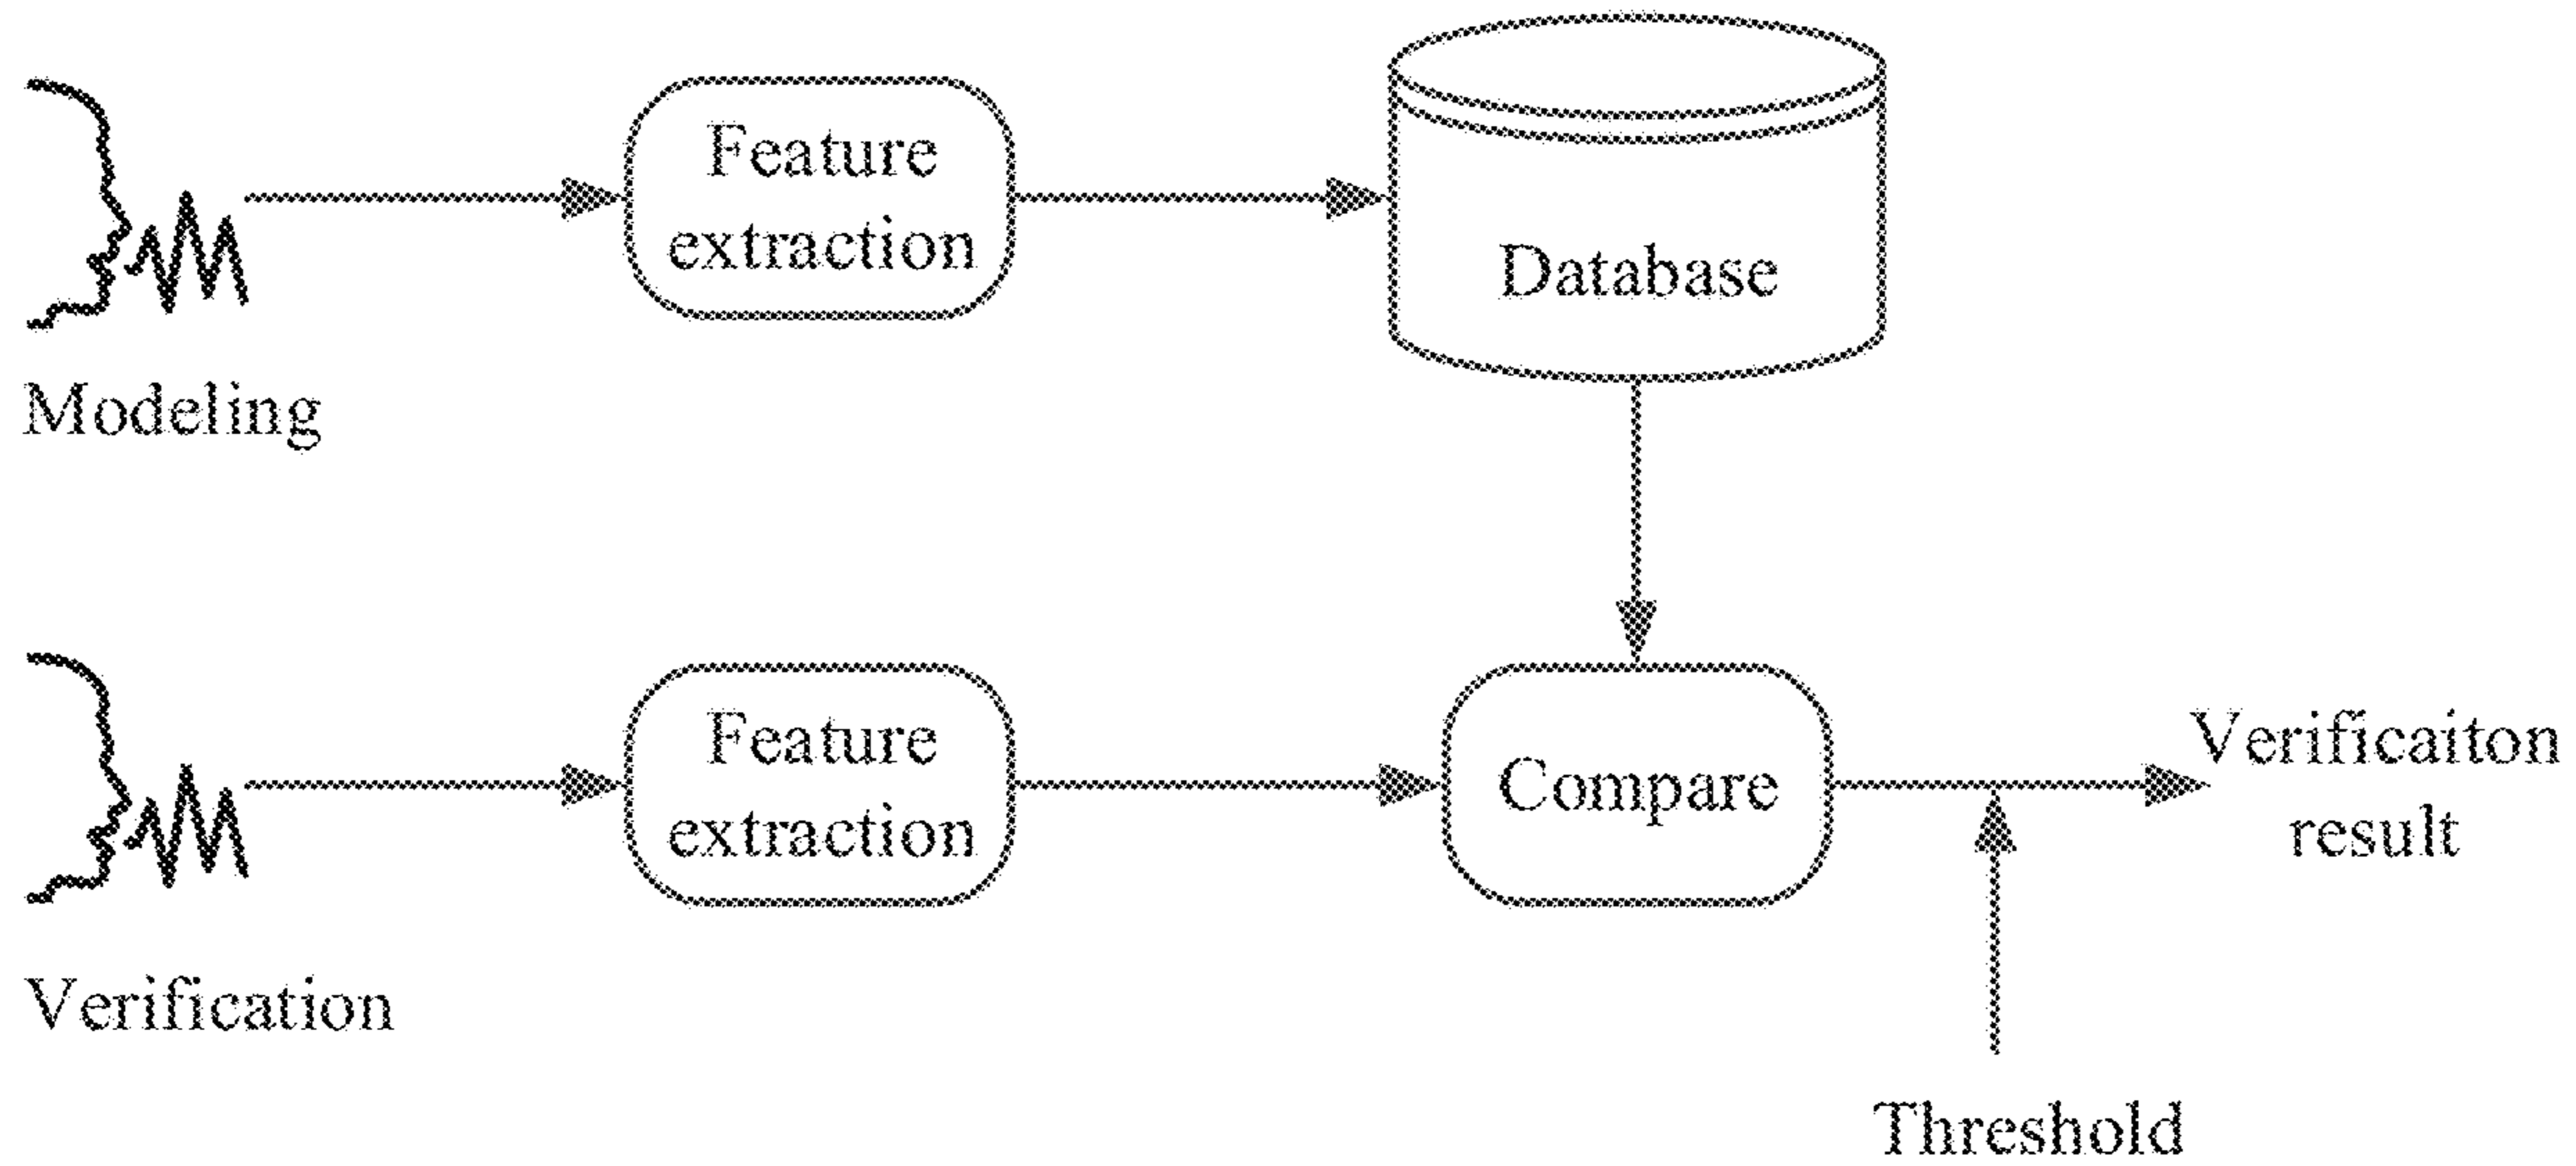 Feature
extraction
Database
Modeling
Feature
extraction
Compare
Verificaiton
result
Verification
Threshold